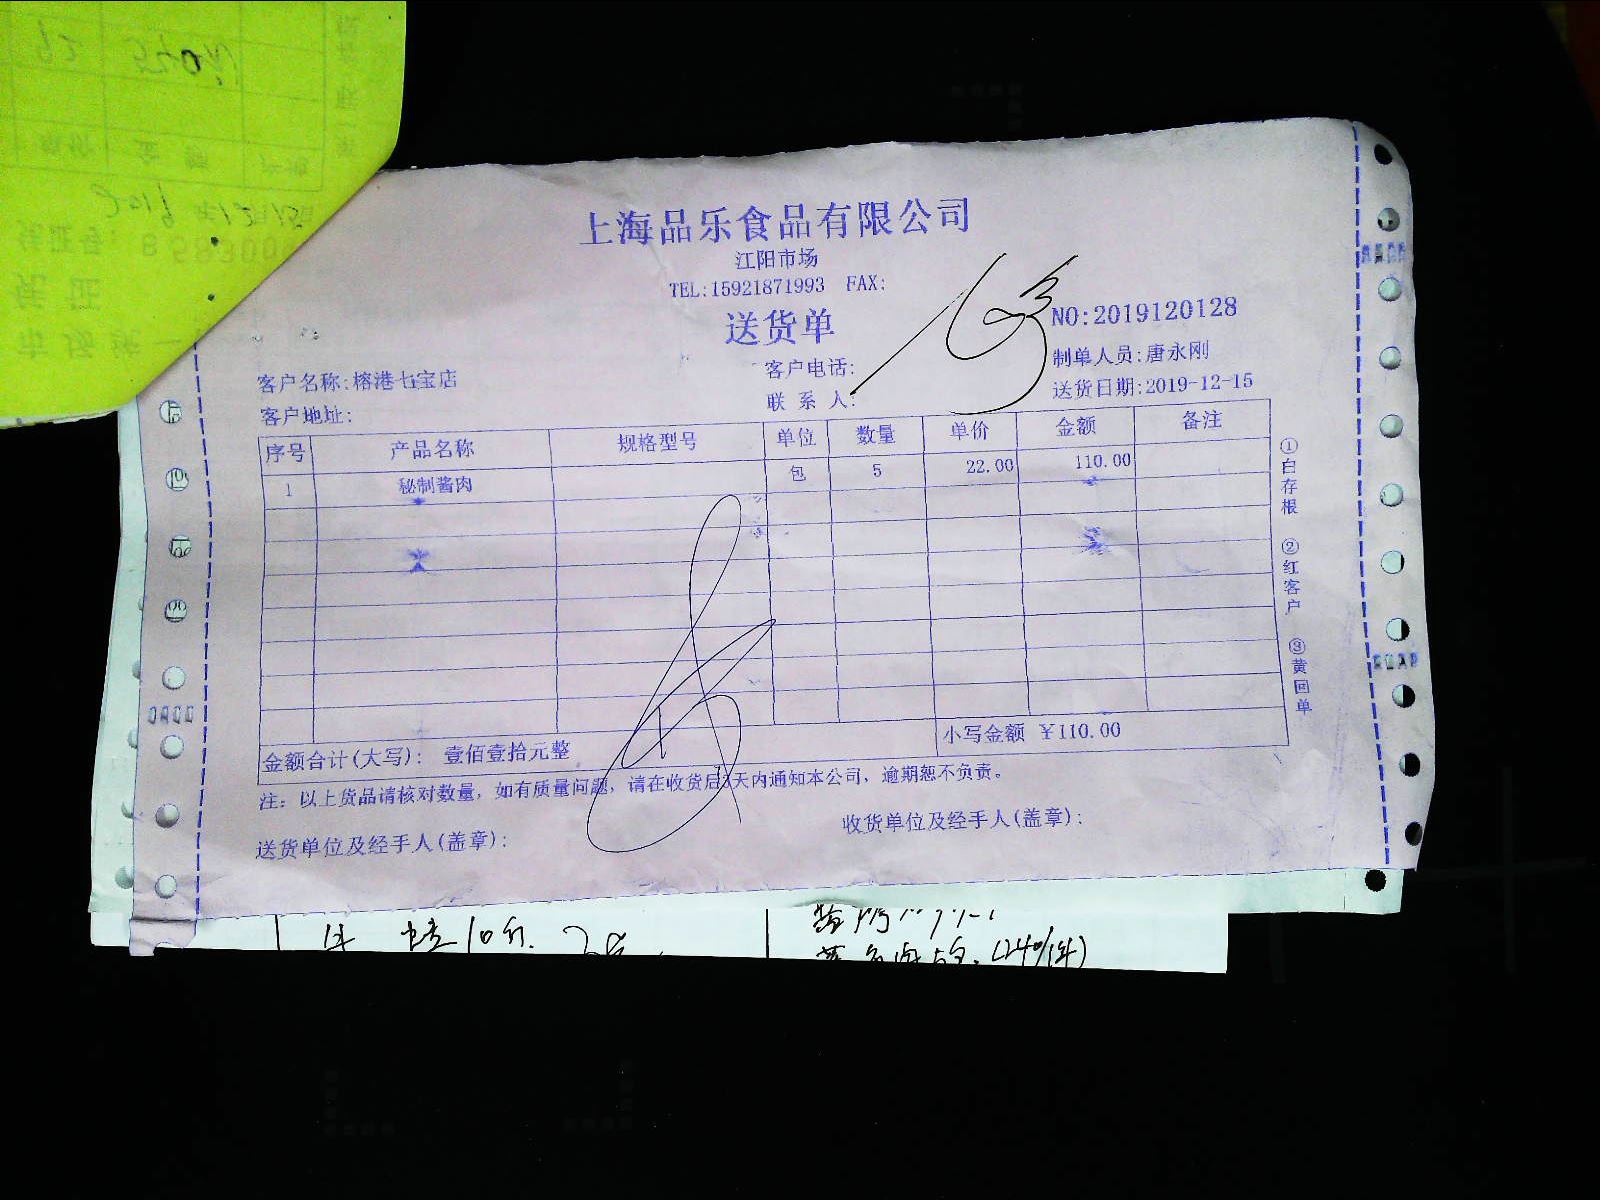 上海品乐食品有限公司
江阳市场
TEL:15921871993 FAX:
送货单
NO:2019120128
客户电话:
制单人员:唐永刚
客户名称:榕港七宝店
联 系 人:
送货日期:2019-12-15
客户地址:
序号 产品名称 规格型号 单位 数量 单价 金额 备注
1 秘制酱肉 包 5 22.00 110.00
金额合计(大写): 壹佰壹拾元整 小写金额 ¥110.00
注: 以上货品请核对数量, 如有质量问题, 请在收货后3天内通知本公司, 逾期恕不负责。
送货单位及经手人(盖章): 收货单位及经手人(盖章):
①白存根 ②红客户 ③黄回单